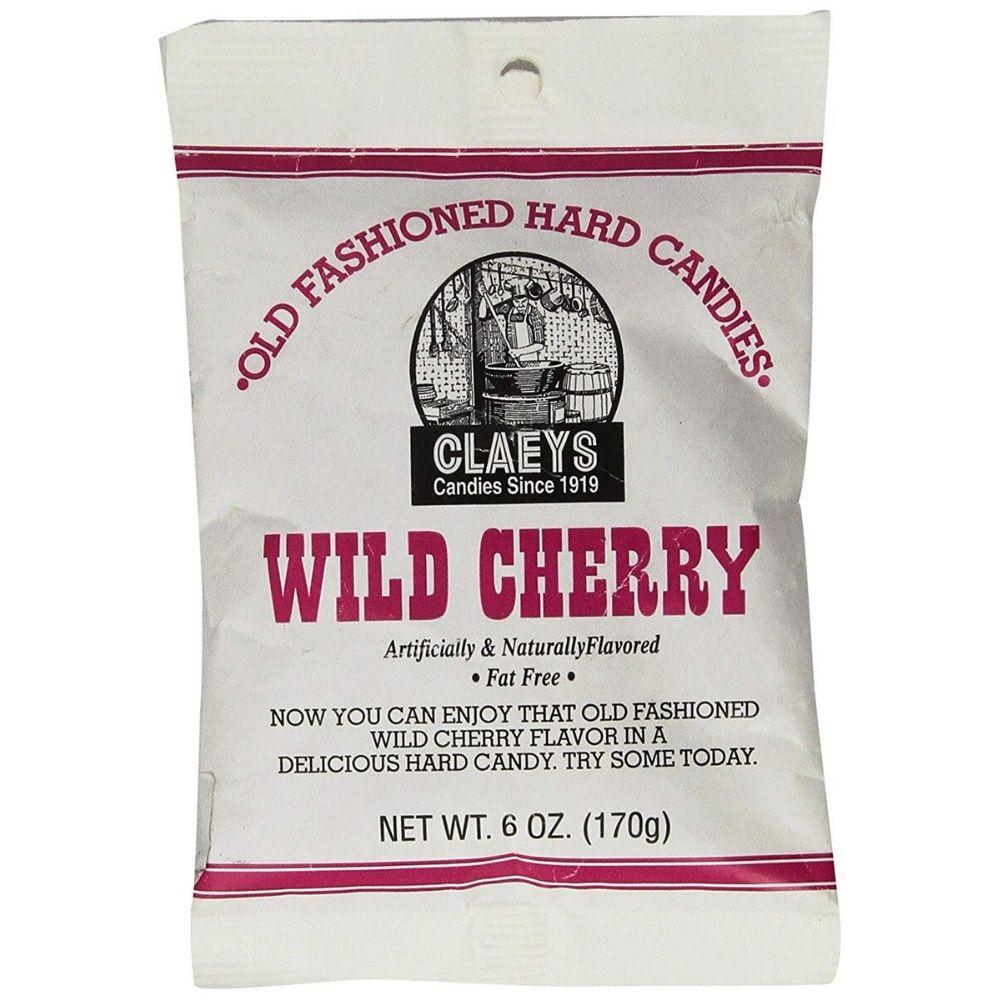 •OLD FASHIONED HARD CANDIES•
CLAEYS
Candies Since 1919
WILD CHERRY
Artificially & NaturallyFlavored
• Fat Free •
NOW YOU CAN ENJOY THAT OLD FASHIONED
WILD CHERRY FLAVOR IN A
DELICIOUS HARD CANDY. TRY SOME TODAY.
NET WT. 6 OZ. (170g)